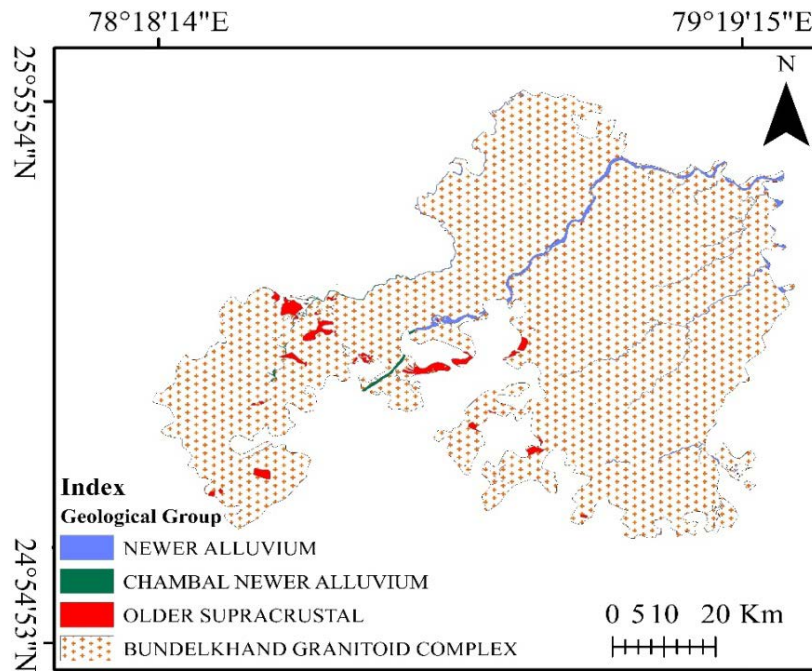 78°18'14"E 79°19'15"E
25°55'54"N
N
24°54'53"N
Index
Geological Group
NEWER ALLUVIUM
CHAMBAL NEWER ALLUVIUM
OLDER SUPRACRUSTAL
BUNDELKHAND GRANITOID COMPLEX
0 5 10 20 Km